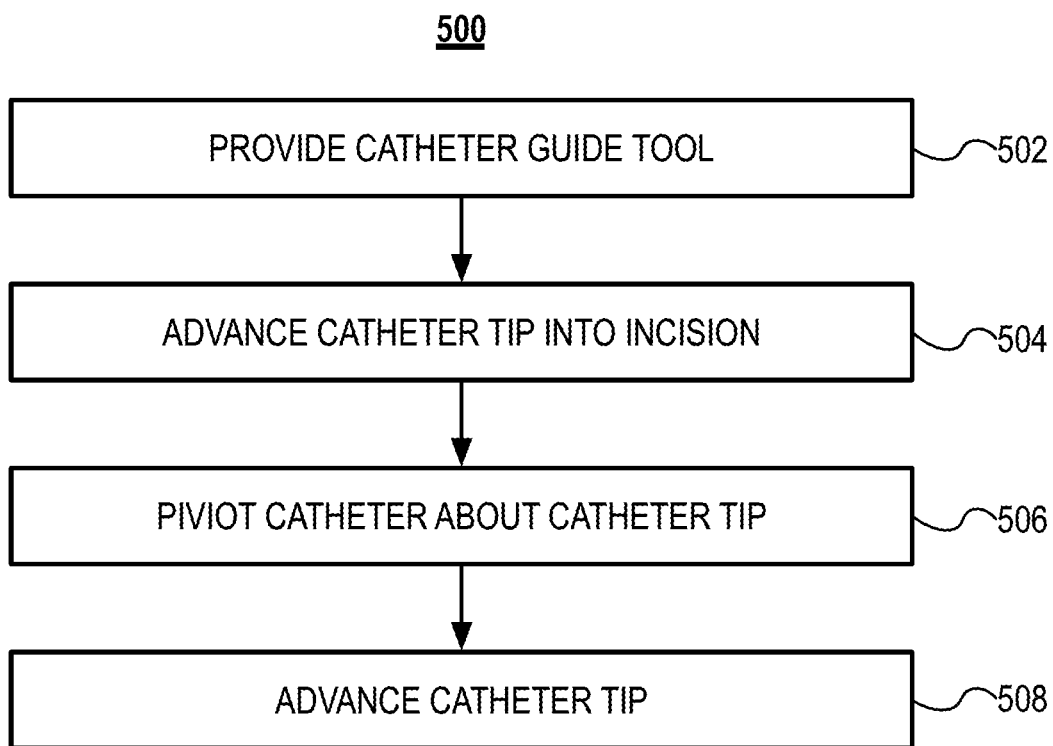 500
PROVIDE CATHETER GUIDE TOOL
502
ADVANCE CATHETER TIP INTO INCISION
504
PIVIOT CATHETER ABOUT CATHETER TIP
506
ADVANCE CATHETER TIP
508